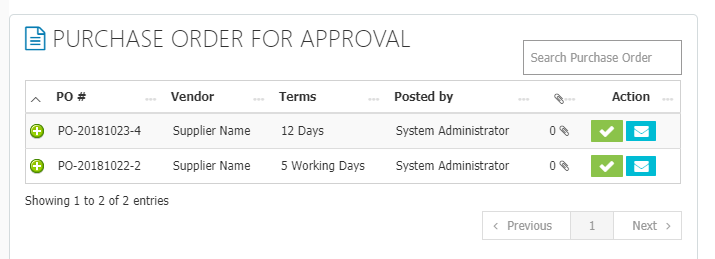 PURCHASE ORDER FOR APPROVAL
Search Purchase Order
PO # Vendor Terms Posted by Action
PO-20181023-4 Supplier Name 12 Days System Administrator 0
PO-20181022-2 Supplier Name 5 Working Days System Administrator 0
Showing 1 to 2 of 2 entries
Previous 1 Next